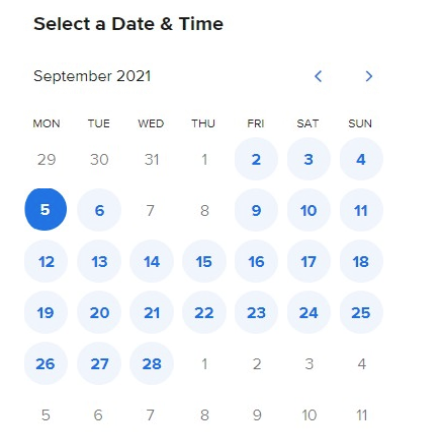 Select a Date & Time
September 2021
MON TUE WED THU FRI SAT SUN
29 30 31 1 2 3 4
5 6 7 8 9 10 11
12 13 14 15 16 17 18
19 20 21 22 23 24 25
26 27 28 1 2 3 4
5 6 7 8 9 10 11